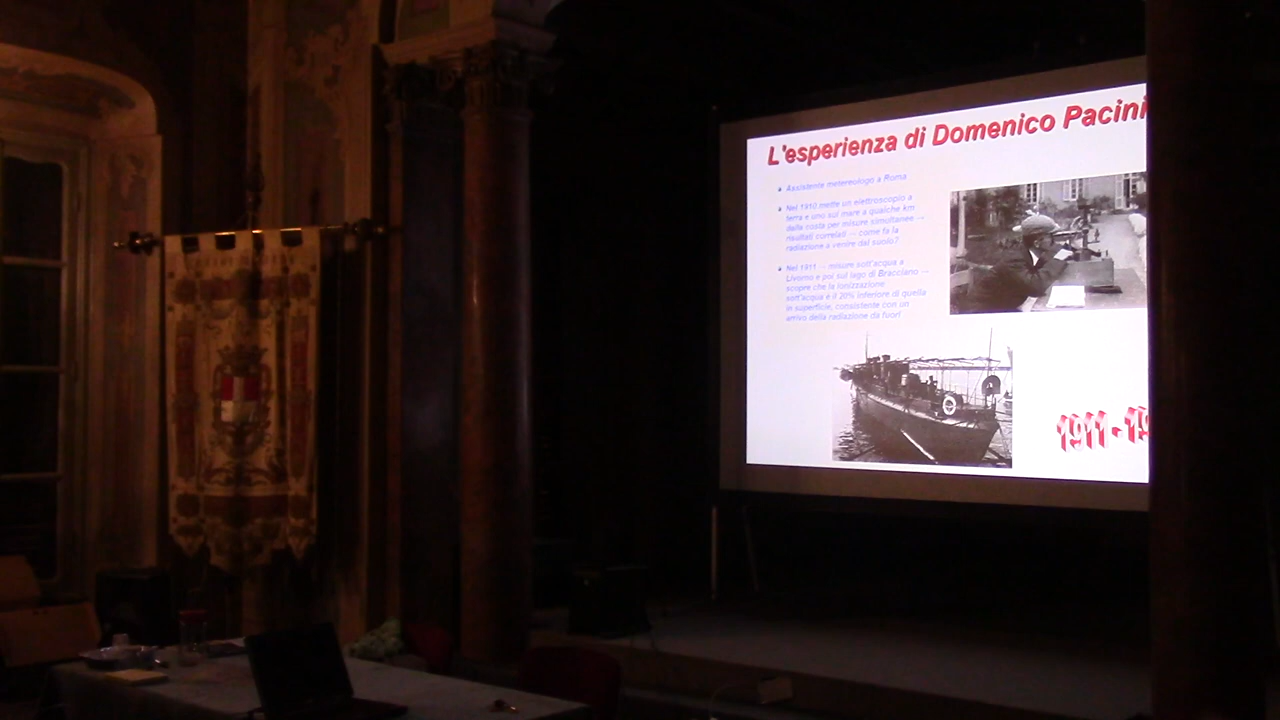 L'esperienza di Domenico Pacini
Assistente metereologo a Roma
Nel 1910 mette un elettroscopio a
terra e uno sul mare a qualche km
dalla costa per misure simultanee →
risultati correlati → come fa la
radiazione a venire dal suolo?
Nel 1911 → misure sott'acqua a
Livorno e poi sul lago di Bracciano →
scopre che la ionizzazione
sott'acqua è il 20% inferiore di quella
in superficie, consistente con un
arrivo della radiazione da fuori
1911-19